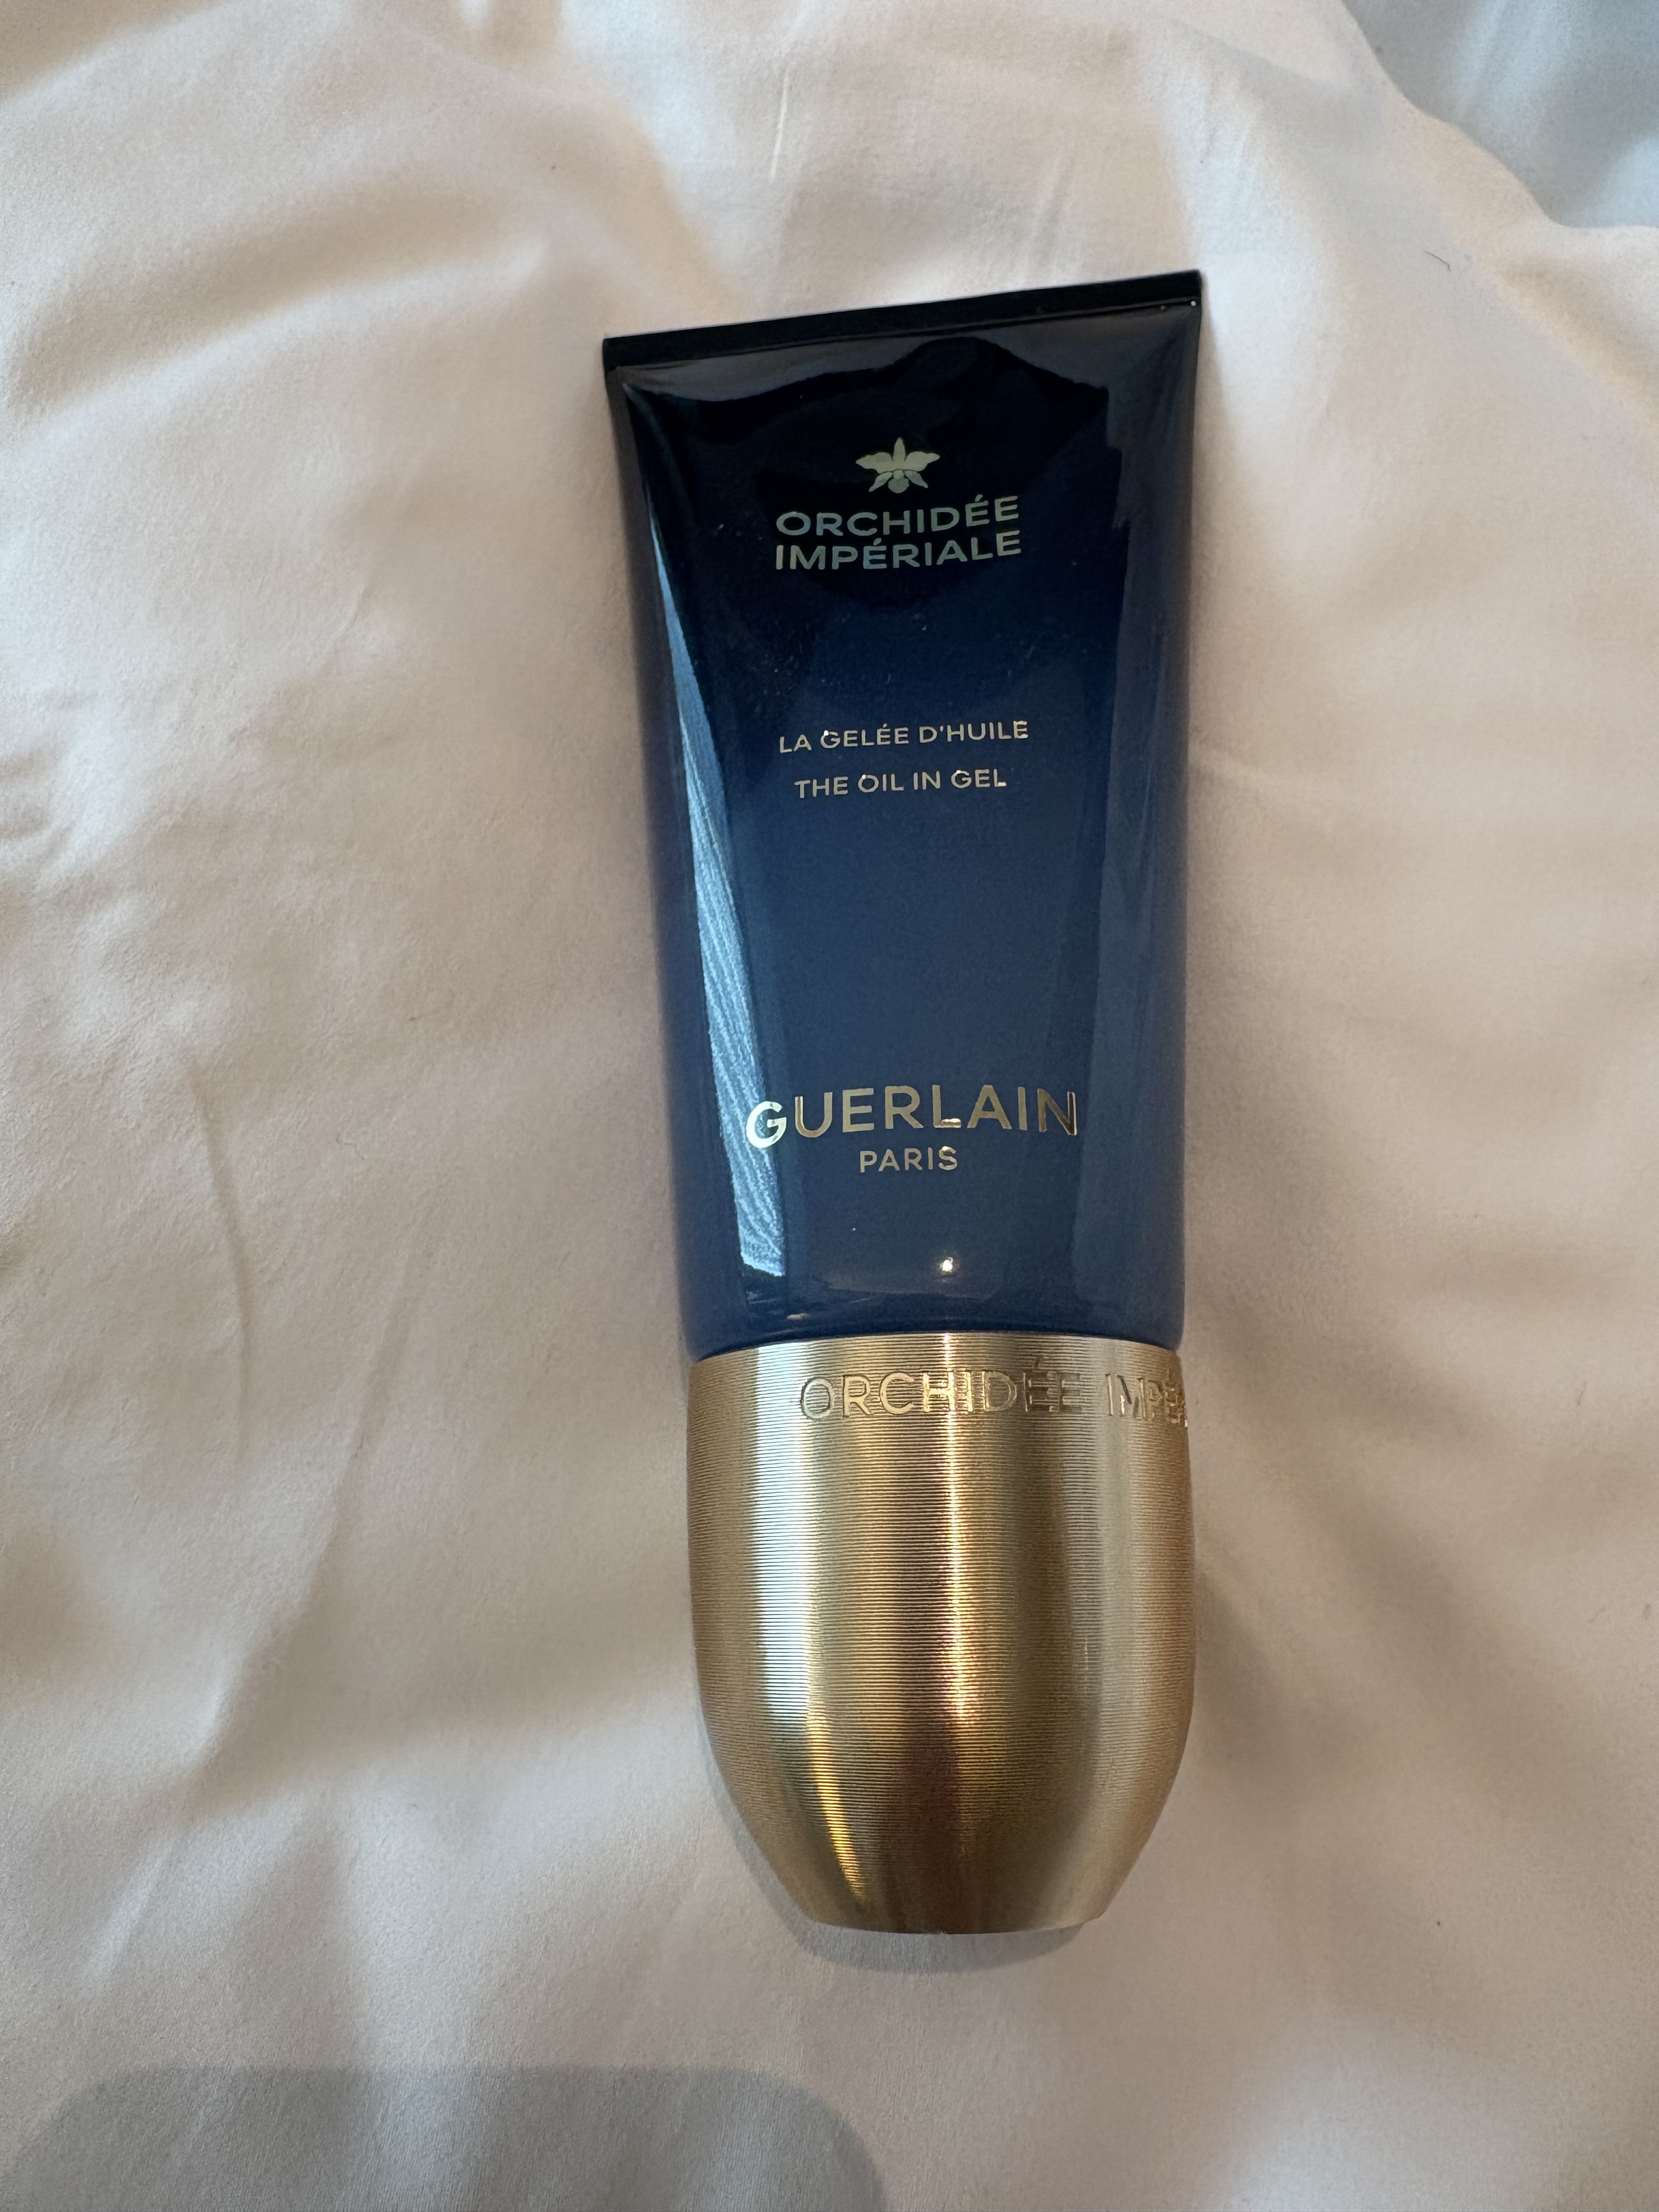 ORCHIDÉE
IMPÉRIALE
LA GELÉE D'HUILE
THE OIL IN GEL
GUERLAIN
PARIS
ORCHIDÉE